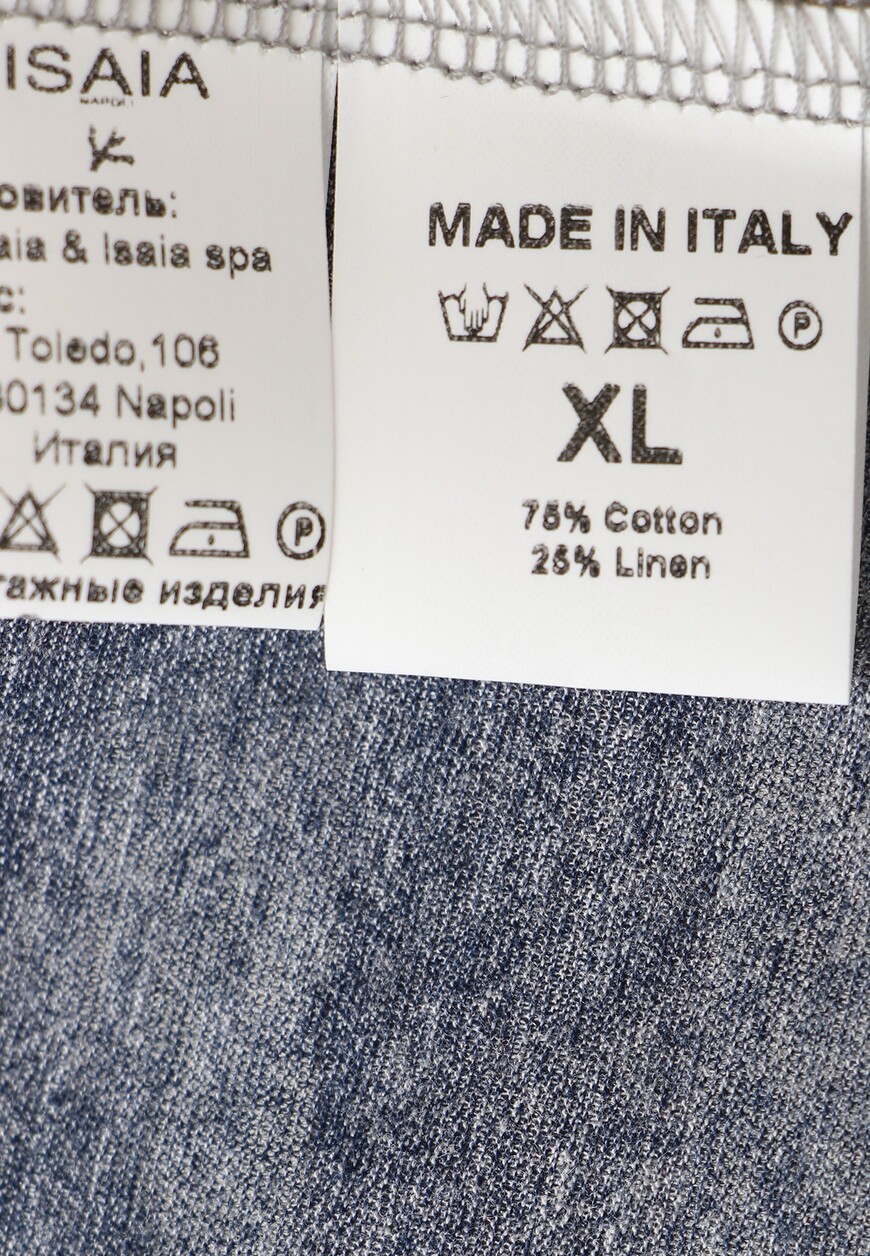 ISAIA
NAPOLI
овитель:
aia & Isaia spa
с:
Toledo,106
80134 Napoli
Италия
тажные изделия
MADE IN ITALY
P
XL
75% Cotton
25% Linen